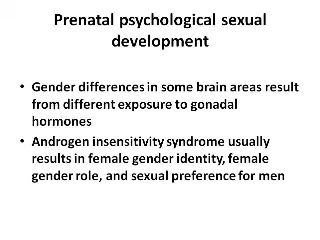 Prenatal psychological sexual
development
• Gender differences in some brain areas result
from different exposure to gonadal
hormones
• Androgen insensitivity syndrome usually
results in female gender identity, female
gender role, and sexual preference for men